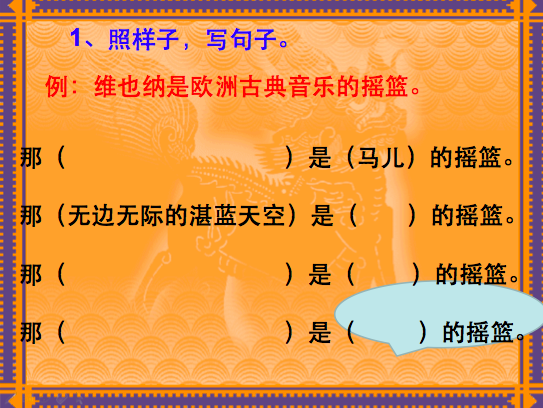 1、照样子，写句子。
例：维也纳是欧洲古典音乐的摇篮。
那（ ）是（马儿）的摇篮。
那（无边无际的湛蓝天空）是（ ）的摇篮。
那（ ）是（ ）的摇篮。
那（ ）是（ ）的摇篮。